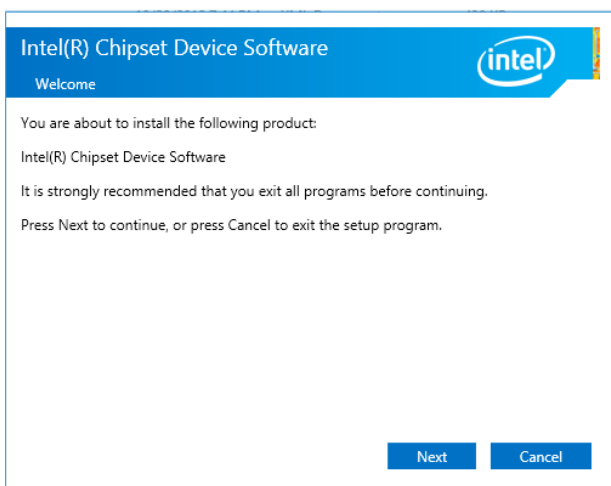 Intel(R) Chipset Device Software
intel
Welcome
You are about to install the following product:
Intel(R) Chipset Device Software
It is strongly recommended that you exit all programs before continuing.
Press Next to continue, or press Cancel to exit the setup program.
Next Cancel